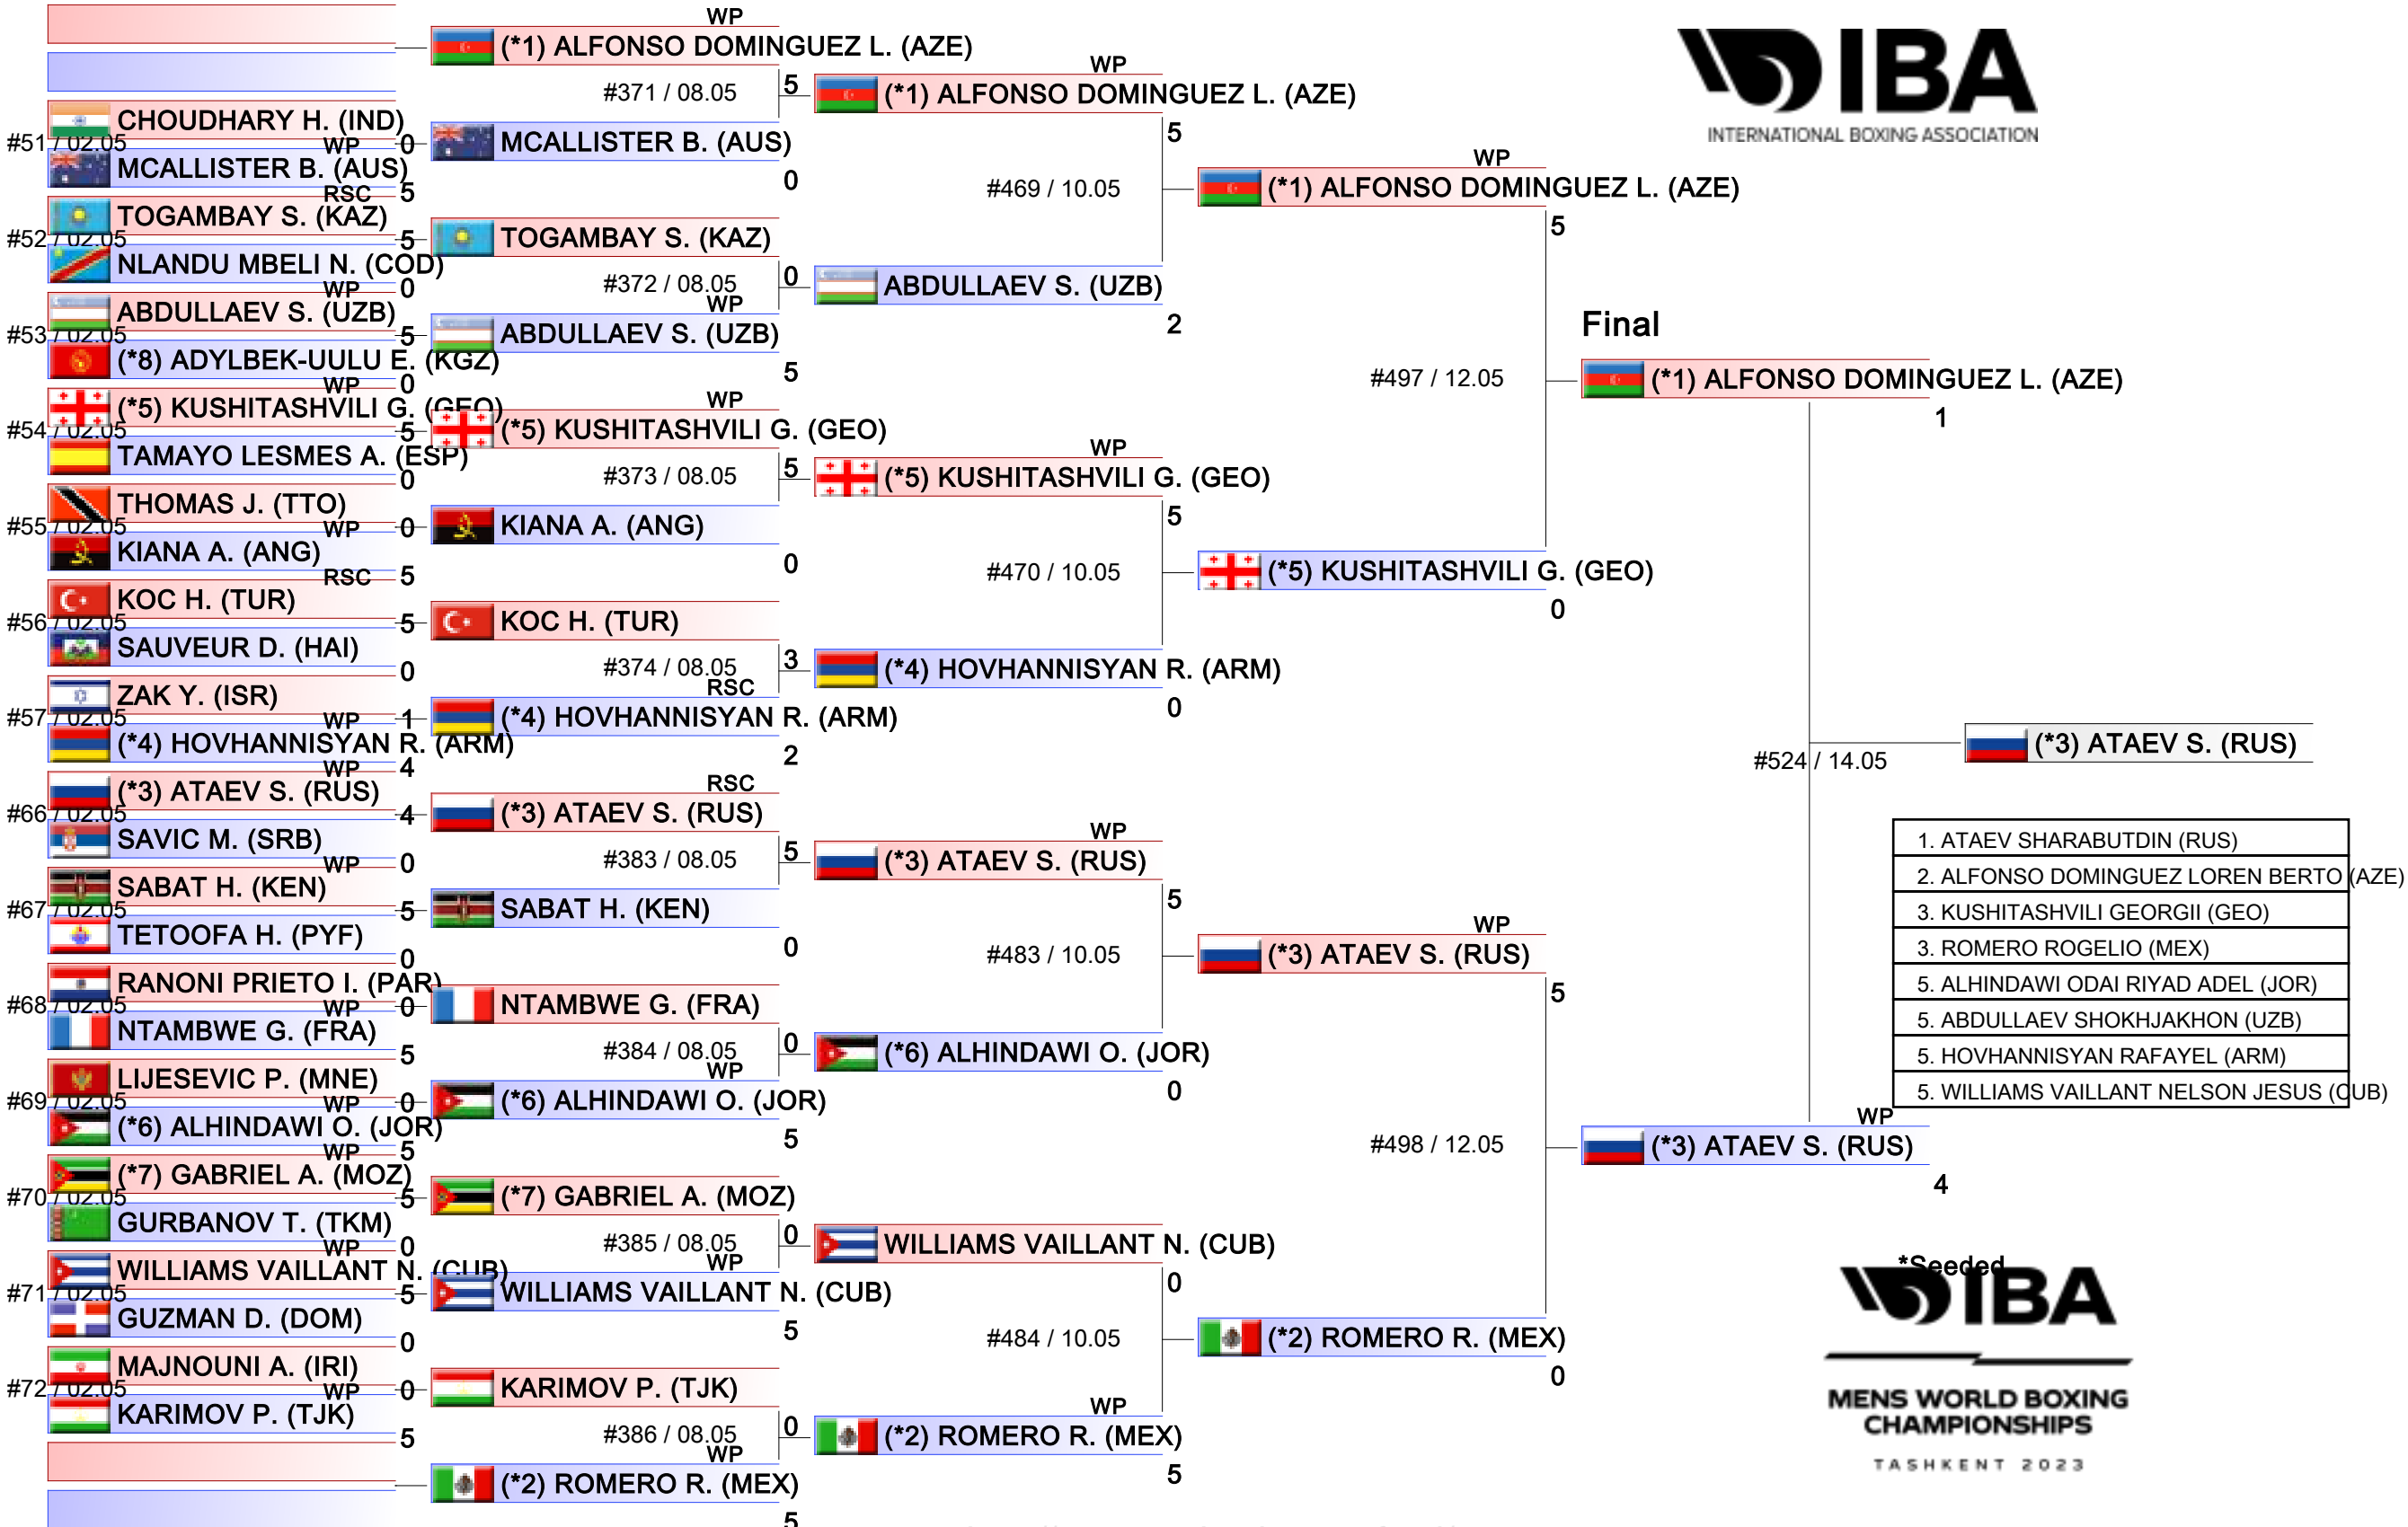 WP
(*1) ALFONSO DOMINGUEZ L. (AZE)
#371 / 08.05
5
CHOUDHARY H. (IND)
#51 / 02.05
WP
0
MCALLISTER B. (AUS)
5
MCALLISTER B. (AUS)
0
RSC
TOGAMBAY S. (KAZ)
#52 / 02.05
5
NLANDU MBELI N. (COD)
0
TOGAMBAY S. (KAZ)
#372 / 08.05
0
WP
ABDULLAEV S. (UZB)
#53 / 02.05
5
(*8) ADYLBEK-UULU E. (KGZ)
0
WP
ABDULLAEV S. (UZB)
5
WP
(*5) KUSHITASHVILI G. (GEO)
#54 / 02.05
5
TAMAYO LESMES A. (ESP)
0
WP
(*5) KUSHITASHVILI G. (GEO)
#373 / 08.05
5
THOMAS J. (TTO)
#55 / 02.05
WP
0
KIANA A. (ANG)
5
KIANA A. (ANG)
0
RSC
KOC H. (TUR)
#56 / 02.05
5
SAUVEUR D. (HAI)
0
KOC H. (TUR)
#374 / 08.05
3
ZAK Y. (ISR)
#57 / 02.05
WP
1
(*4) HOVHANNISYAN R. (ARM)
4
RSC
(*4) HOVHANNISYAN R. (ARM)
2
WP
(*3) ATAEV S. (RUS)
#66 / 02.05
4
SAVIC M. (SRB)
0
RSC
(*3) ATAEV S. (RUS)
#383 / 08.05
5
WP
SABAT H. (KEN)
#67 / 02.05
5
TETOOFA H. (PYF)
0
SABAT H. (KEN)
0
RANONI PRIETO I. (PAR)
#68 / 02.05
WP
0
NTAMBWE G. (FRA)
5
NTAMBWE G. (FRA)
#384 / 08.05
0
LIJESEVIC P. (MNE)
#69 / 02.05
WP
0
(*6) ALHINDAWI O. (JOR)
5
WP
(*6) ALHINDAWI O. (JOR)
5
WP
(*7) GABRIEL A. (MOZ)
#70 / 02.05
5
GURBANOV T. (TKM)
0
(*7) GABRIEL A. (MOZ)
#385 / 08.05
0
WP
WILLIAMS VAILLANT N. (CUB)
#71 / 02.05
5
GUZMAN D. (DOM)
0
WP
WILLIAMS VAILLANT N. (CUB)
5
MAJNOUNI A. (IRI)
#72 / 02.05
WP
0
KARIMOV P. (TJK)
5
KARIMOV P. (TJK)
#386 / 08.05
0
WP
(*2) ROMERO R. (MEX)
5
WP
(*1) ALFONSO DOMINGUEZ L. (AZE)
5
#469 / 10.05
ABDULLAEV S. (UZB)
2
WP
(*5) KUSHITASHVILI G. (GEO)
5
#470 / 10.05
(*4) HOVHANNISYAN R. (ARM)
0
WP
(*3) ATAEV S. (RUS)
5
#483 / 10.05
(*6) ALHINDAWI O. (JOR)
0
WILLIAMS VAILLANT N. (CUB)
0
#484 / 10.05
WP
(*2) ROMERO R. (MEX)
5
WP
(*1) ALFONSO DOMINGUEZ L. (AZE)
5
#497 / 12.05
(*5) KUSHITASHVILI G. (GEO)
0
WP
(*3) ATAEV S. (RUS)
5
#498 / 12.05
(*2) ROMERO R. (MEX)
0
Final
(*1) ALFONSO DOMINGUEZ L. (AZE)
1
#524 / 14.05
WP
(*3) ATAEV S. (RUS)
4
(*3) ATAEV S. (RUS)
IBA
INTERNATIONAL BOXING ASSOCIATION
1. ATAEV SHARABUTDIN (RUS)
2. ALFONSO DOMINGUEZ LOREN BERTO (AZE)
3. KUSHITASHVILI GEORGII (GEO)
3. ROMERO ROGELIO (MEX)
5. ALHINDAWI ODAI RIYAD ADEL (JOR)
5. ABDULLAEV SHOKHJAKHON (UZB)
5. HOVHANNISYAN RAFAYEL (ARM)
5. WILLIAMS VAILLANT NELSON JESUS (CUB)
*Seeded
IBA
MENS WORLD BOXING
CHAMPIONSHIPS
TASHKENT 2023